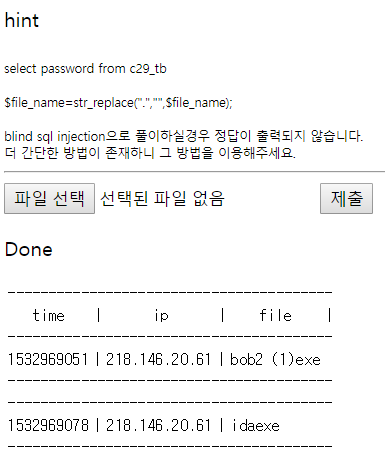 hint
select password from c29_tb
$file_name=str_replace(".","",$file_name);
blind sql injection으로 풀이하실경우 정답이 출력되지 않습니다.
더 간단한 방법이 존재하니 그 방법을 이용해주세요.
파일 선택 선택된 파일 없음 제출
Done
----------------------------------------
time | ip | file |
----------------------------------------
1532969051 | 218.146.20.61 | bob2 (1)exe
----------------------------------------
----------------------------------------
1532969078 | 218.146.20.61 | idaexe
----------------------------------------